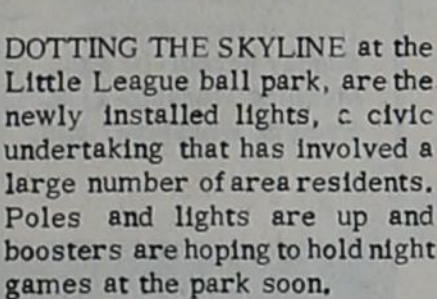 DOTTING THE SKYLINE at the
Little League ball park, are the
newly installed lights, c civic
undertaking that has involved a
large number of area residents.
Poles and lights are up and
boosters are hoping to hold night
games at the park soon.